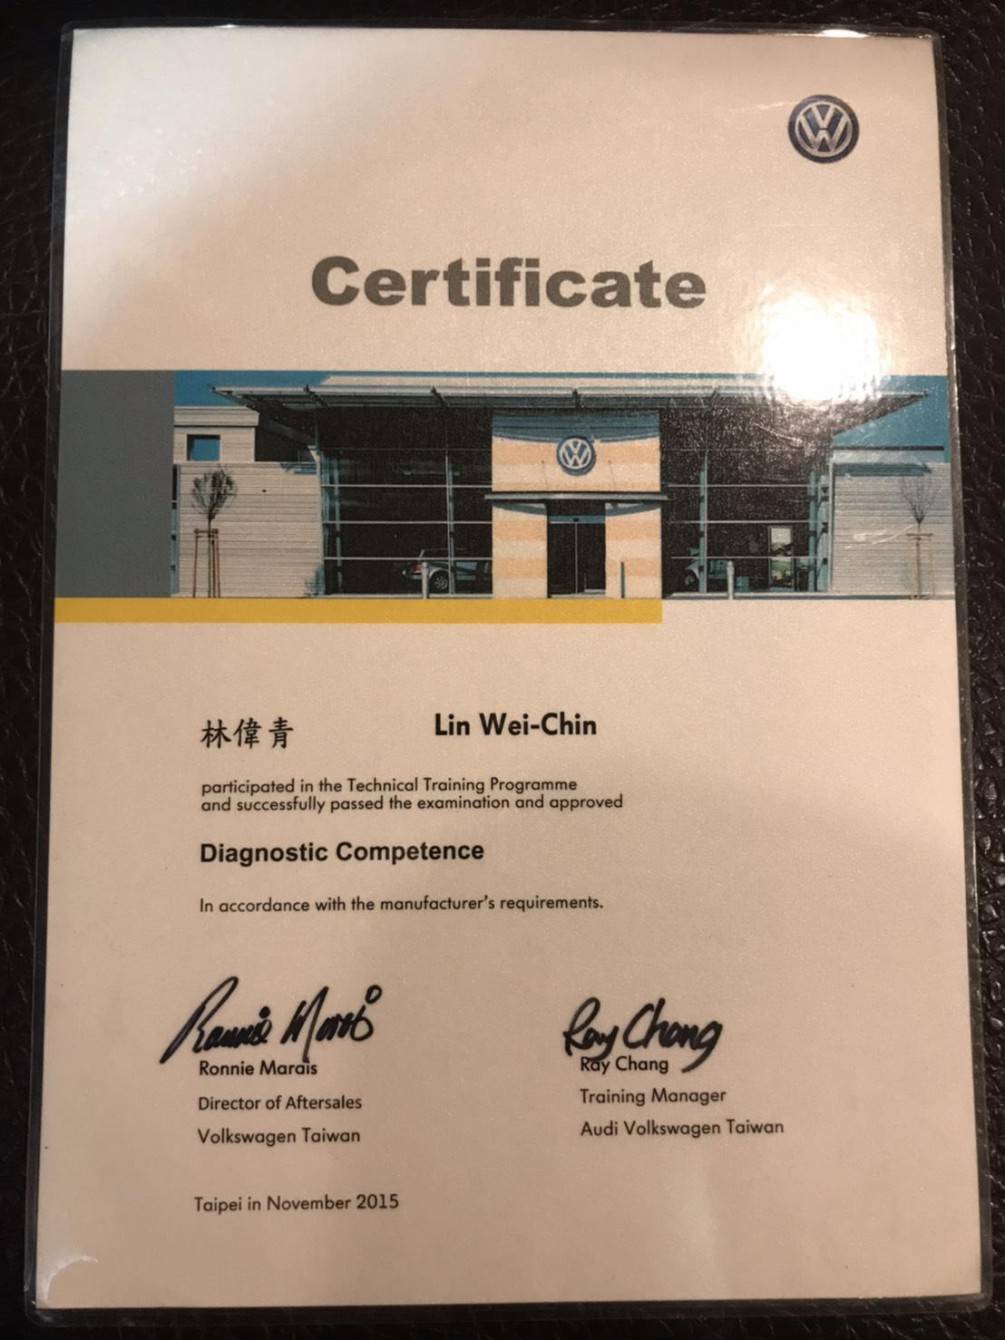 Certificate
林偉青 Lin Wei-Chin
participated in the Technical Training Programme
and successfully passed the examination and approved
Diagnostic Competence
In accordance with the manufacturer's requirements.
Ronnie Marais Ray Chang
Ronnie Marais Ray Chang
Director of Aftersales Training Manager
Volkswagen Taiwan Audi Volkswagen Taiwan
Taipei in November 2015